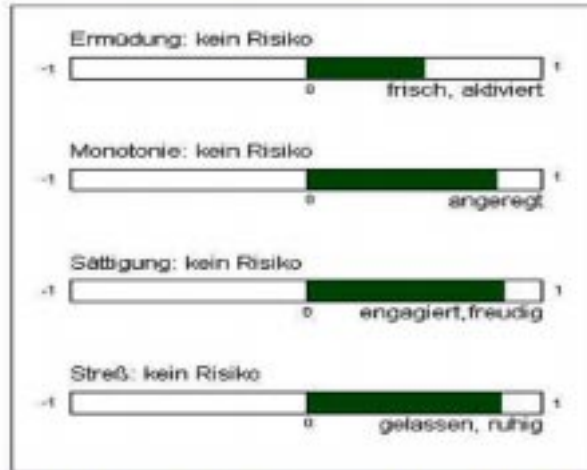 Ermüdung: kein Risiko
-1 1
0
frisch, aktiviert
Monotonie: kein Risiko
-1 1
0
angeregt
Sättigung: kein Risiko
-1 1
0
engagiert,freudig
Streß: kein Risiko
-1 1
0
gelassen, ruhig